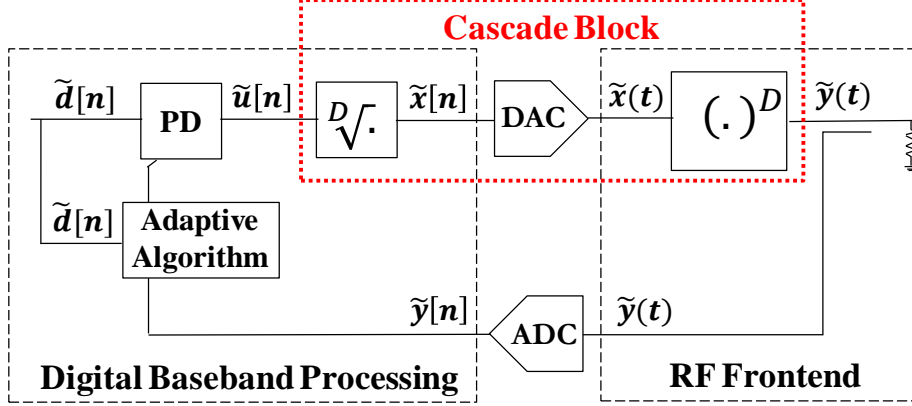 Cascade Block
d̃[n]
PD
ũ[n]
ᴰ√.
x̃[n]
DAC
x̃(t)
(.)ᴰ
ỹ(t)
d̃[n]
Adaptive
Algorithm
ỹ[n]
ADC
ỹ(t)
Digital Baseband Processing
RF Frontend